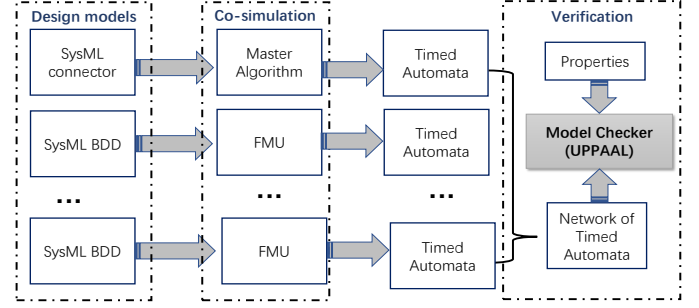 Design models
Co-simulation
Verification
SysML
connector
Master
Algorithm
Timed
Automata
Properties
SysML BDD
FMU
Timed
Automata
Model Checker
(UPPAAL)
...
...
...
SysML BDD
FMU
Timed
Automata
Network of
Timed
Automata